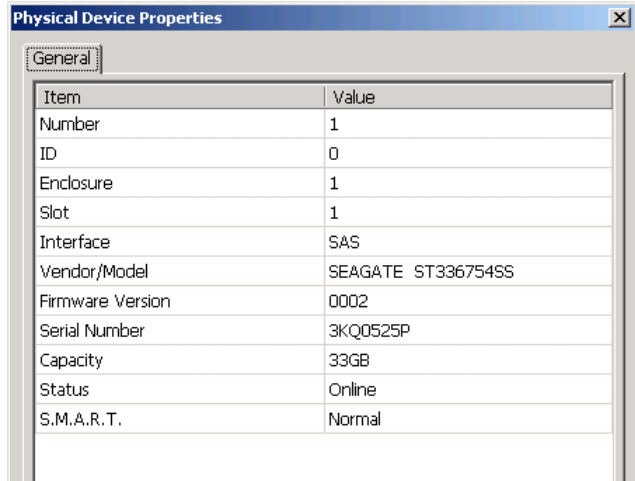 Physical Device Properties
General
Item Value
Number 1
ID 0
Enclosure 1
Slot 1
Interface SAS
Vendor/Model SEAGATE ST336754SS
Firmware Version 0002
Serial Number 3KQ0525P
Capacity 33GB
Status Online
S.M.A.R.T. Normal